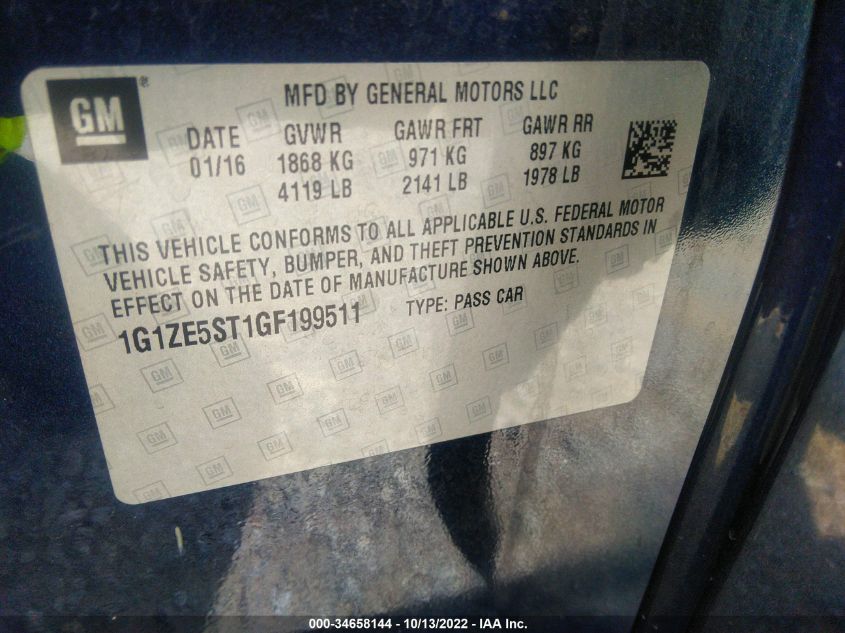 GM ®
MFD BY GENERAL MOTORS LLC
DATE GVWR GAWR FRT GAWR RR
01/16 1868 KG 971 KG 897 KG
4119 LB 2141 LB 1978 LB
THIS VEHICLE CONFORMS TO ALL APPLICABLE U.S. FEDERAL MOTOR
VEHICLE SAFETY, BUMPER, AND THEFT PREVENTION STANDARDS IN
EFFECT ON THE DATE OF MANUFACTURE SHOWN ABOVE.
1G1ZE5ST1GF199511 TYPE: PASS CAR
000-34658144 - 10/13/2022 - IAA Inc.